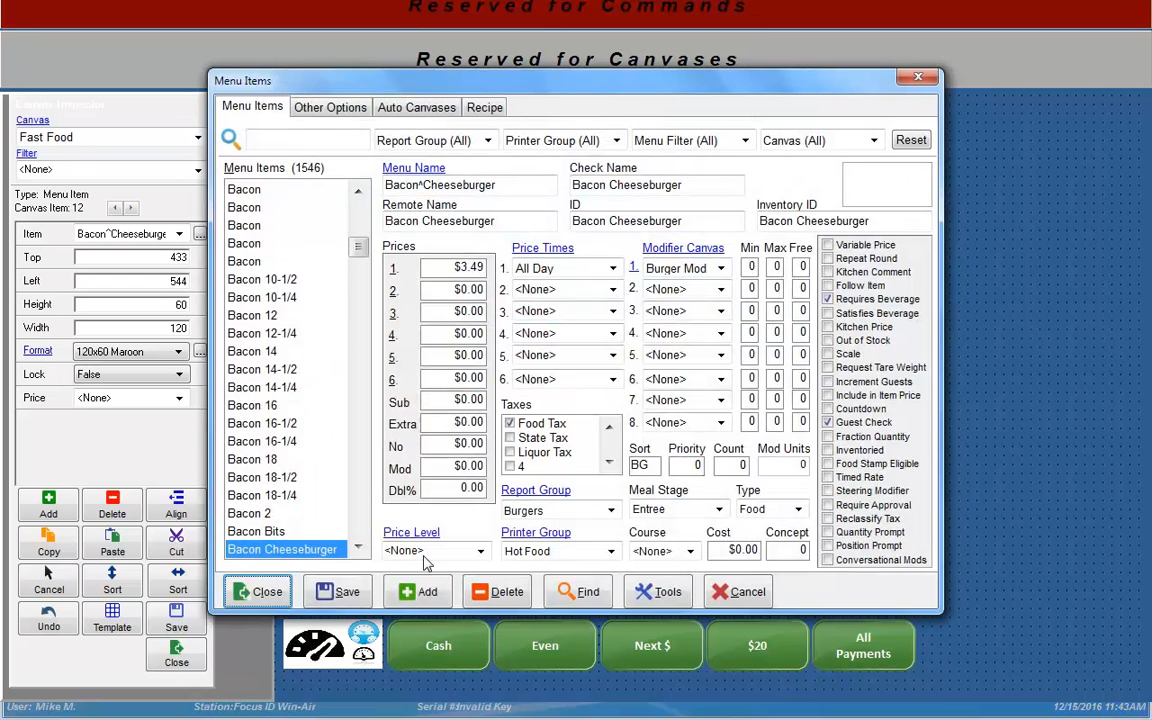 Reserved for Commands
Reserved for Canvases
Canvas
Fast Food
Filter
<None>
Type: Menu Item
Canvas Item: 12
Item Bacon^Cheeseburge ...
Top 433
Left 544
Height 60
Width 120
Format 120x60 Maroon ...
Lock False
Price <None>
Add Delete Align
Copy Paste Cut
Cancel Sort Sort
Undo Template Save
Close
Menu Items
Menu Items Other Options Auto Canvases Recipe
Report Group (All) Printer Group (All) Menu Filter (All) Canvas (All) Reset
Menu Items (1546)
Bacon
Bacon
Bacon
Bacon
Bacon
Bacon 10-1/2
Bacon 10-1/4
Bacon 12
Bacon 12-1/4
Bacon 14
Bacon 14-1/2
Bacon 14-1/4
Bacon 16
Bacon 16-1/2
Bacon 16-1/4
Bacon 18
Bacon 18-1/2
Bacon 18-1/4
Bacon 2
Bacon Bits
Bacon Cheeseburger
Menu Name Check Name
Bacon^Cheeseburger Bacon Cheeseburger
Remote Name ID Inventory ID
Bacon Cheeseburger Bacon Cheeseburger Bacon Cheeseburger
Prices Price Times Modifier Canvas Min Max Free
1. $3.49 1. All Day 1. Burger Mod 0 0 0
2. $0.00 2. <None> 2. <None> 0 0 0
3. $0.00 3. <None> 3. <None> 0 0 0
4. $0.00 4. <None> 4. <None> 0 0 0
5. $0.00 5. <None> 5. <None> 0 0 0
6. $0.00 6. <None> 6. <None> 0 0 0
Sub $0.00 7. <None> 0 0 0
Extra $0.00 8. <None> 0 0 0
No $0.00
Mod $0.00
Dbl% 0.00
Taxes
Food Tax
State Tax
Liquor Tax
4
Sort Priority Count Mod Units
BG 0 0 0
Report Group Meal Stage Type
Burgers Entree Food
Price Level Printer Group Course Cost Concept
<None> Hot Food <None> $0.00 0
Variable Price
Repeat Round
Kitchen Comment
Follow Item
Requires Beverage
Satisfies Beverage
Kitchen Price
Out of Stock
Scale
Request Tare Weight
Increment Guests
Include in Item Price
Countdown
Guest Check
Fraction Quantity
Inventoried
Food Stamp Eligible
Timed Rate
Steering Modifier
Require Approval
Reclassify Tax
Quantity Prompt
Position Prompt
Conversational Mods
Close Save Add Delete Find Tools Cancel
Cash Even Next $ $20 All
Payments
User: Mike M. Station:Focus ID Win-Air Serial #:Invalid Key 12/15/2016 11:43AM